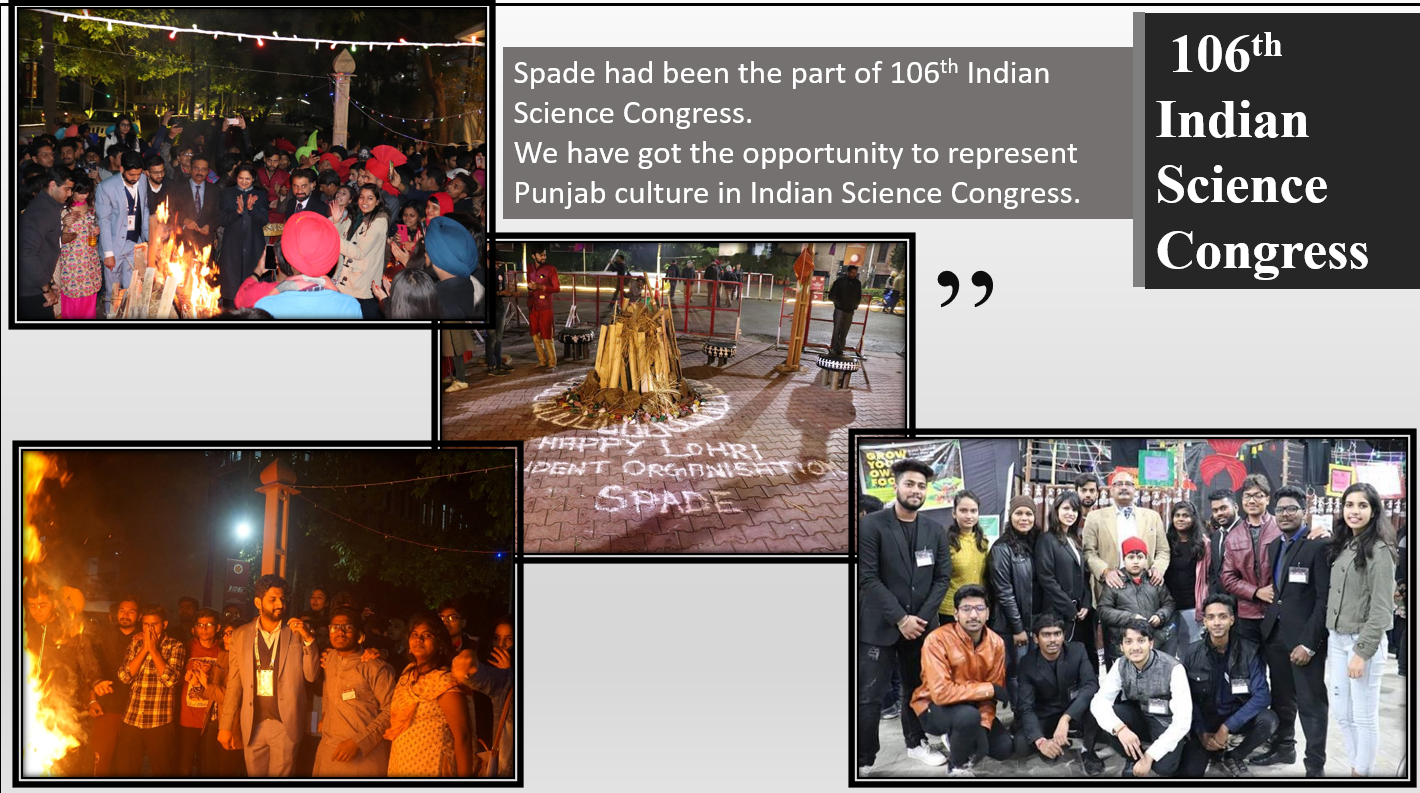 Spade had been the part of 106th Indian
Science Congress.
We have got the opportunity to represent
Punjab culture in Indian Science Congress.
106th
Indian
Science
Congress
”
HAPPY LOHRI
DENT ORGANISATION
SPADE
GROW
YOUR
OWN
FOOD